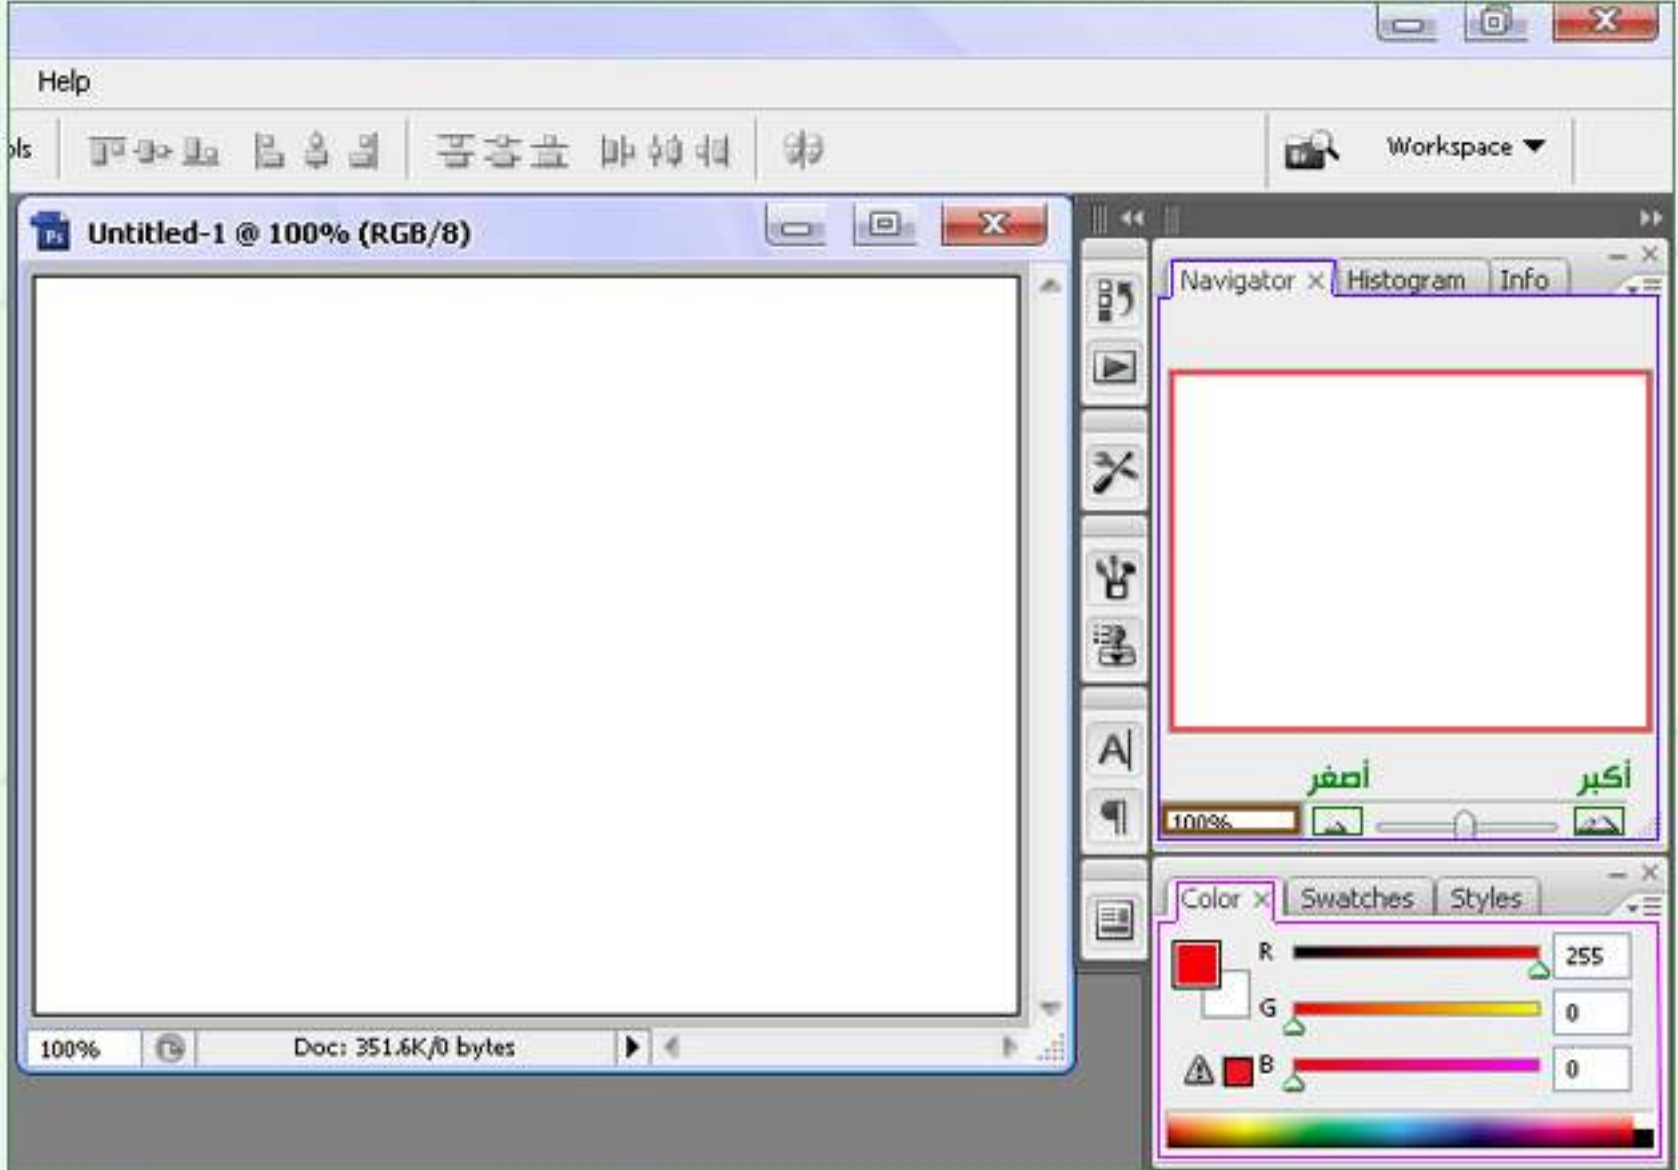 Help
ols
Workspace
Untitled-1 @ 100% (RGB/8)
Navigator Histogram Info
أصغر أكبر
100%
Color Swatches Styles
R 255
G 0
B 0
100% Doc: 351.6K/0 bytes